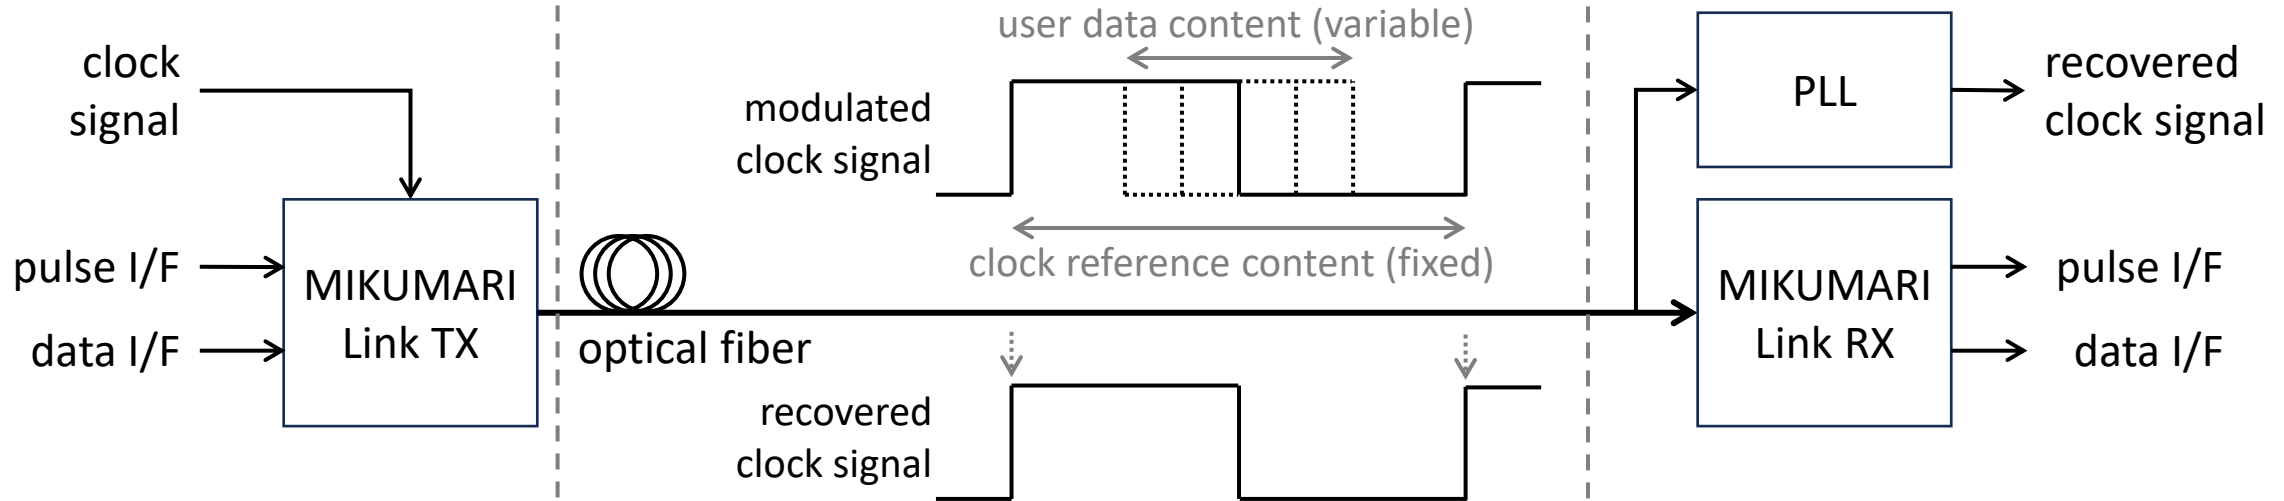 clock
signal
pulse I/F
data I/F
MIKUMARI
Link TX
optical fiber
user data content (variable)
modulated
clock signal
clock reference content (fixed)
recovered
clock signal
PLL
recovered
clock signal
MIKUMARI
Link RX
pulse I/F
data I/F